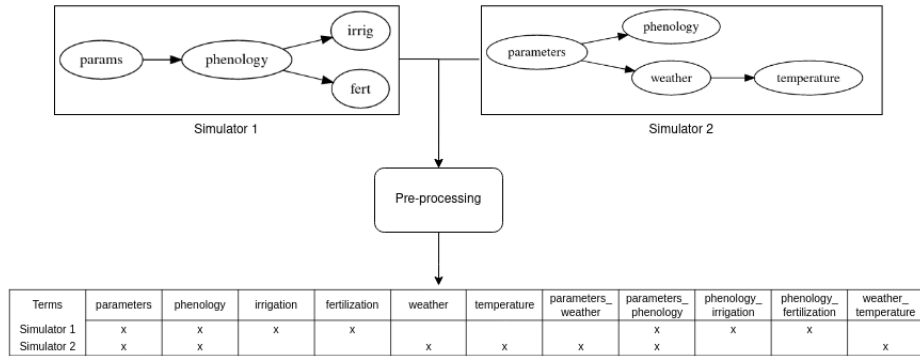 irrig
params
phenology
fert
Simulator 1
phenology
parameters
weather
temperature
Simulator 2
Pre-processing
Terms parameters phenology irrigation fertilization weather temperature parameters_ weather parameters_ phenology phenology_ irrigation phenology_ fertilization weather_ temperature
Simulator 1 x x x x x x x
Simulator 2 x x x x x x x